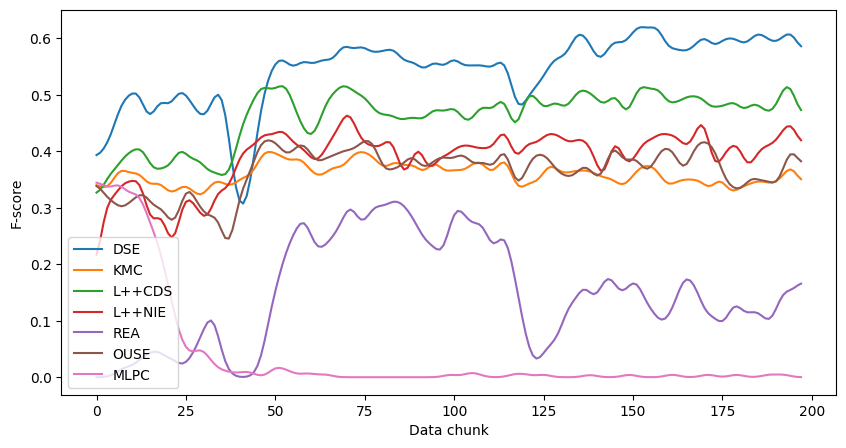 0.6
0.5
0.4
0.3
0.2
0.1
0.0
F-score
DSE
KMC
L++CDS
L++NIE
REA
OUSE
MLPC
0 25 50 75 100 125 150 175 200
Data chunk